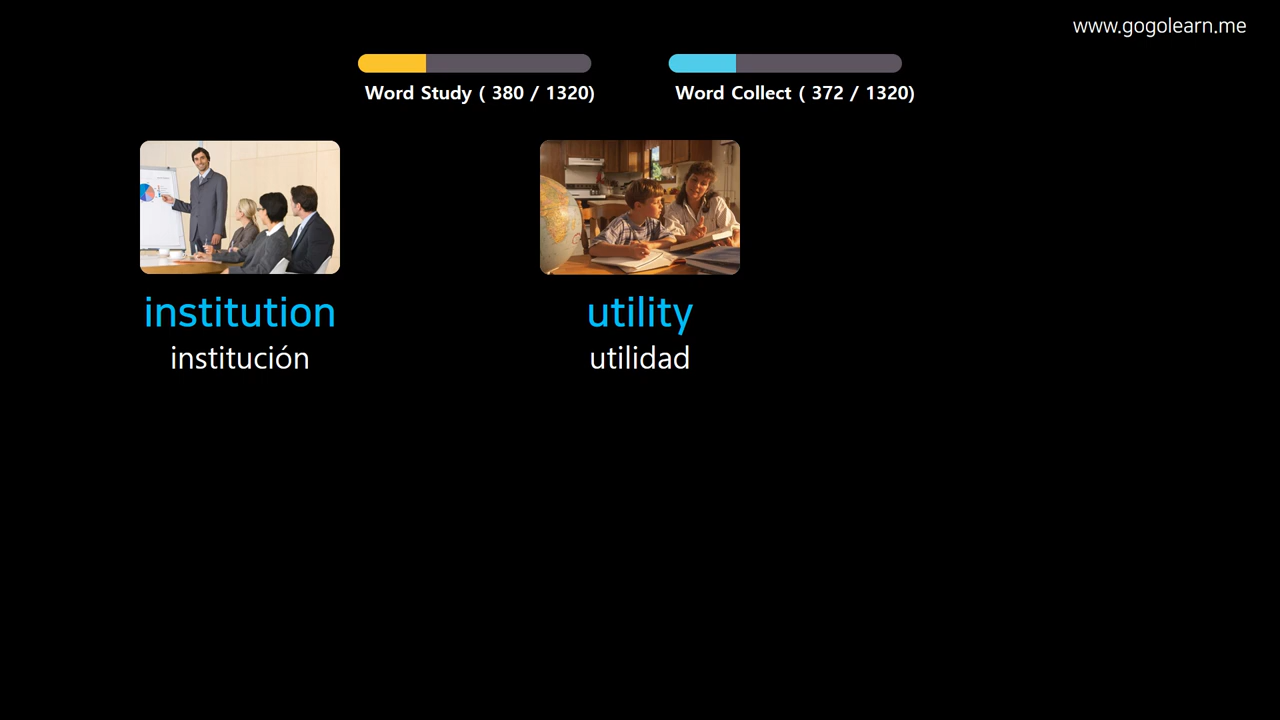 www.gogolearn.me
Word Study ( 380 / 1320)
Word Collect ( 372 / 1320)
institution
institución
utility
utilidad